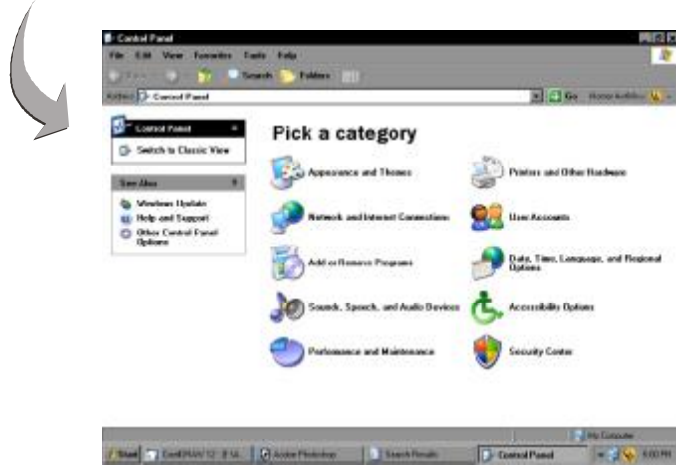 Control Panel
File Edit View Favorites Tools Help
Search Folders
Address Control Panel Go
Control Panel
Switch to Classic View
See Also
Windows Update
Help and Support
Other Control Panel
Options
Pick a category
Appearance and Themes
Printers and Other Hardware
Network and Internet Connections
User Accounts
Add or Remove Programs
Date, Time, Language, and Regional
Options
Sounds, Speech, and Audio Devices
Accessibility Options
Performance and Maintenance
Security Center
My Computer
Start
Adobe Photoshop
Search Results
Control Panel